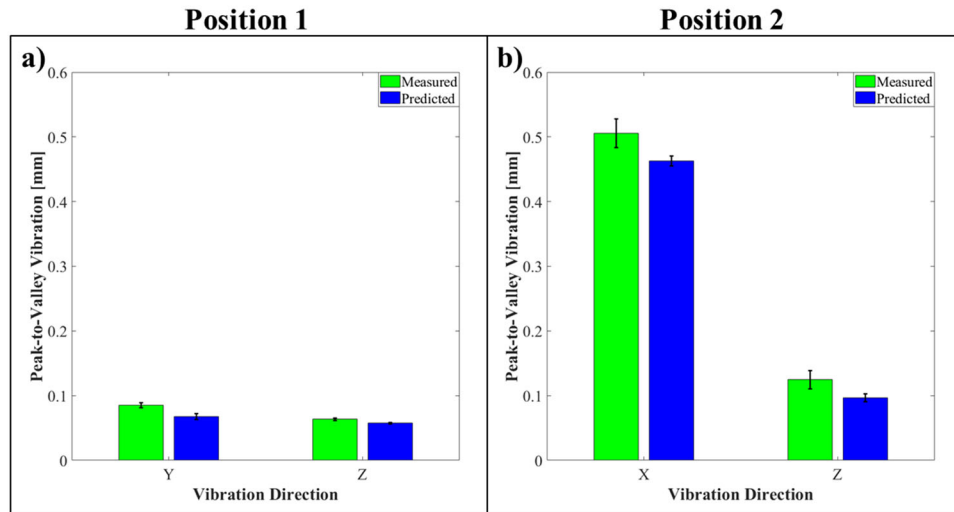 Position 1
Position 2
a)
0.6
0.5
0.4
0.3
0.2
0.1
0
Peak-to-Valley Vibration [mm]
Measured
Predicted
Y
Z
Vibration Direction
b)
0.6
0.5
0.4
0.3
0.2
0.1
0
Peak-to-Valley Vibration [mm]
Measured
Predicted
X
Z
Vibration Direction